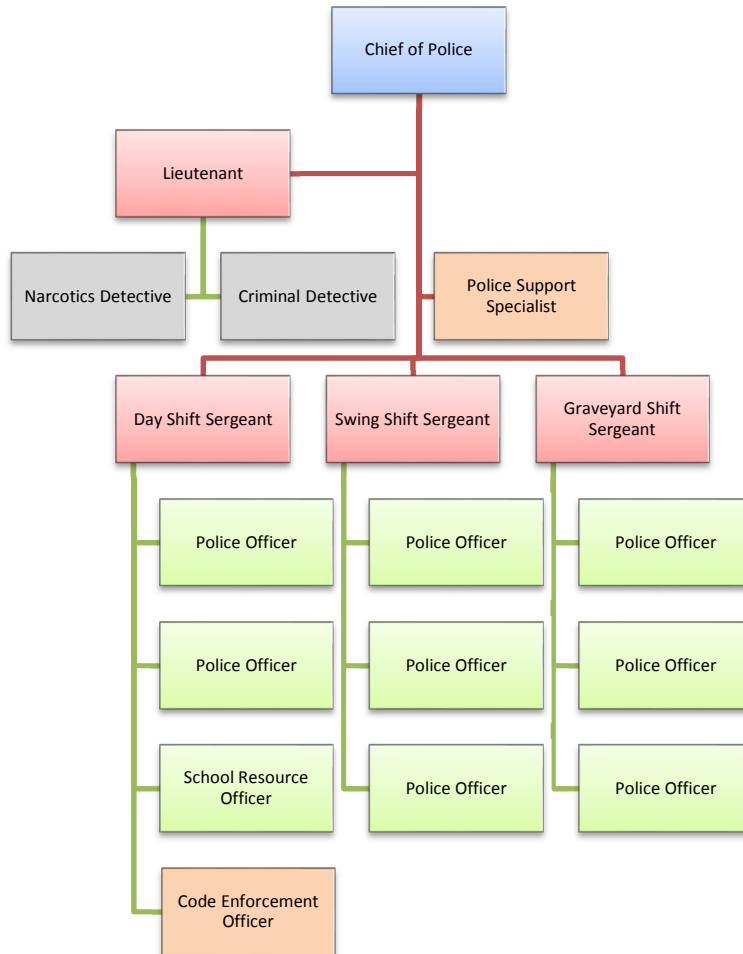 Chief of Police
Lieutenant
Narcotics Detective
Criminal Detective
Police Support
Specialist
Day Shift Sergeant
Swing Shift Sergeant
Graveyard Shift
Sergeant
Police Officer
Police Officer
Police Officer
Police Officer
Police Officer
Police Officer
School Resource
Officer
Police Officer
Police Officer
Code Enforcement
Officer